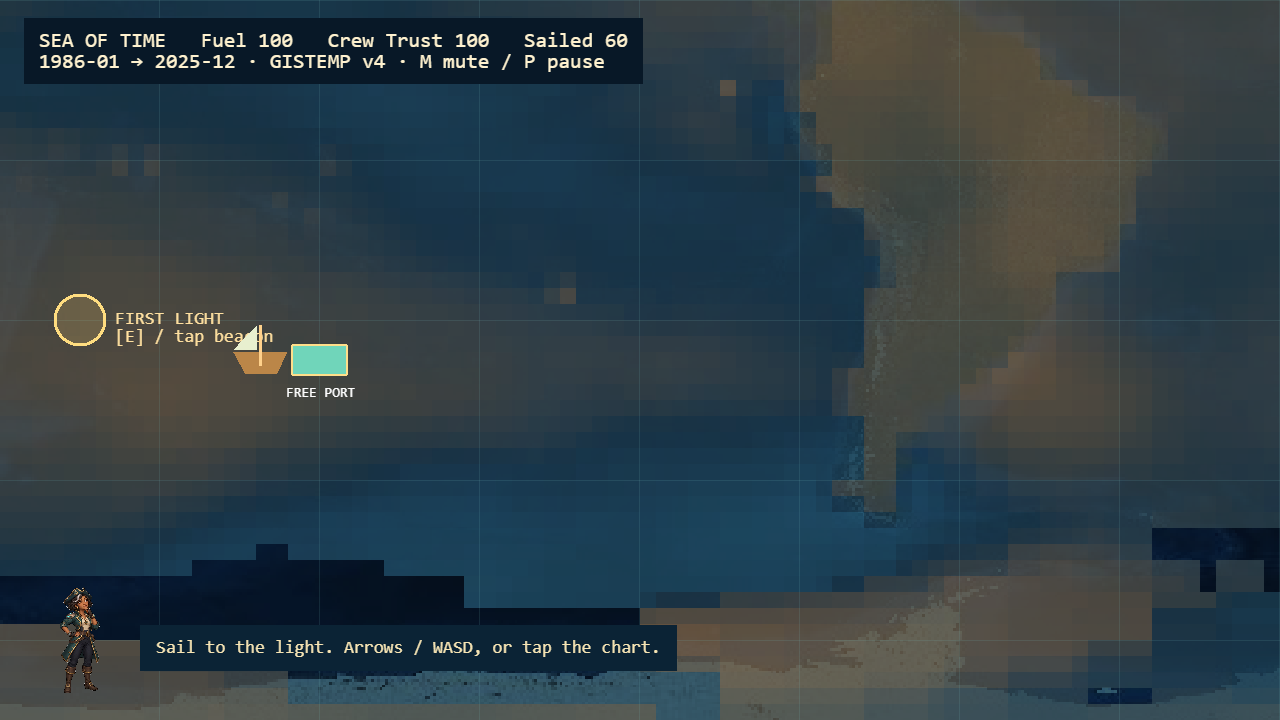 SEA OF TIME   Fuel 100   Crew Trust 100   Sailed 60
1986-01 → 2025-12 · GISTEMP v4 · M mute / P pause
FIRST LIGHT
[E] / tap beacon
FREE PORT
Sail to the light. Arrows / WASD, or tap the chart.